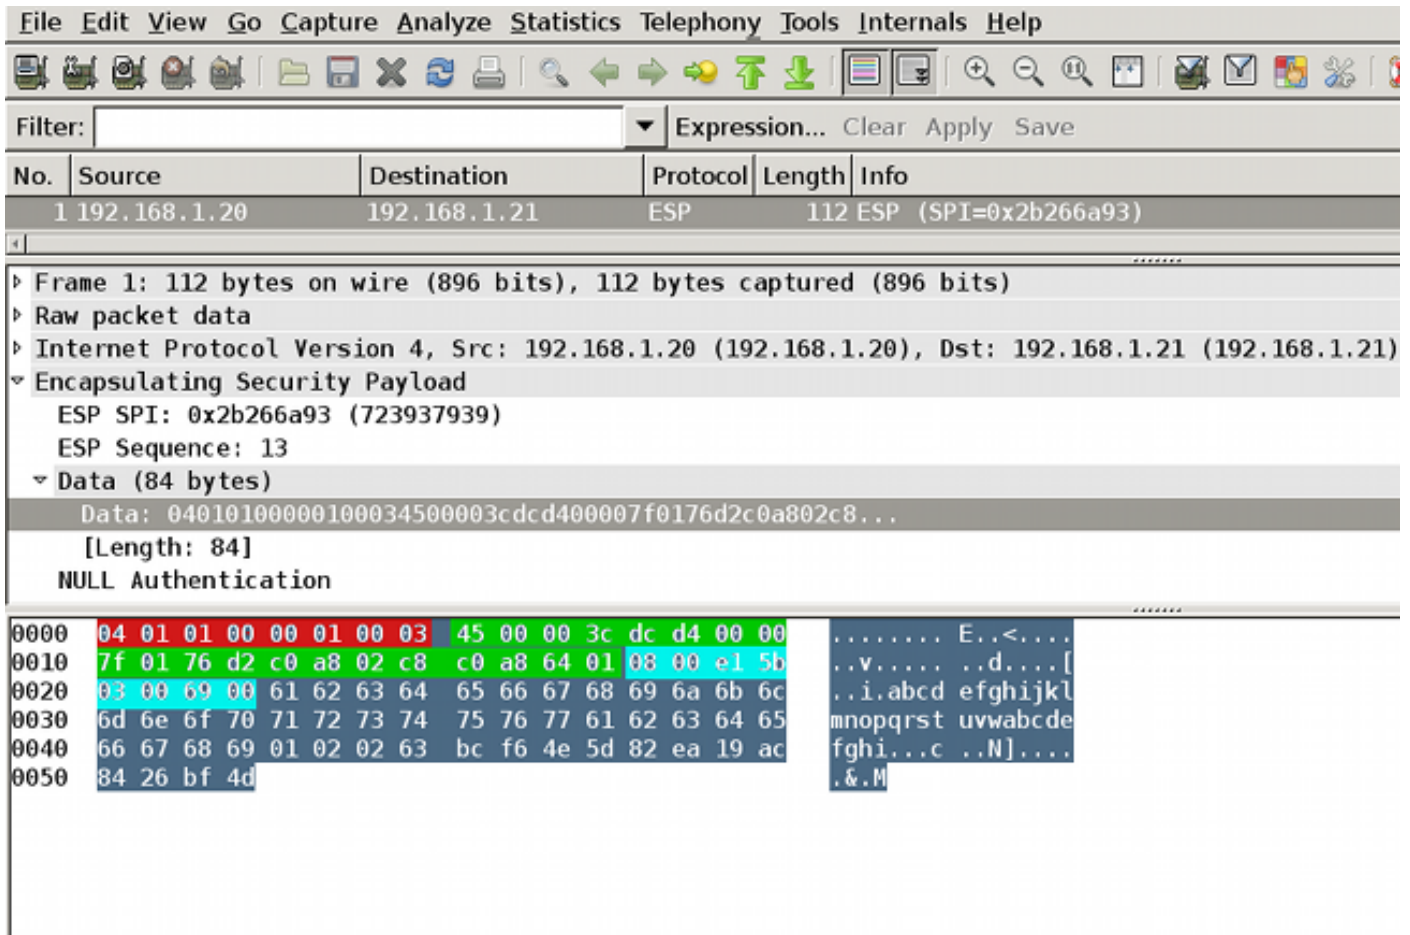 File Edit View Go Capture Analyze Statistics Telephony Tools Internals Help
Filter: Expression... Clear Apply Save
No. Source Destination Protocol Length Info
1 192.168.1.20 192.168.1.21 ESP 112 ESP (SPI=0x2b266a93)
Frame 1: 112 bytes on wire (896 bits), 112 bytes captured (896 bits)
Raw packet data
Internet Protocol Version 4, Src: 192.168.1.20 (192.168.1.20), Dst: 192.168.1.21 (192.168.1.21)
Encapsulating Security Payload
ESP SPI: 0x2b266a93 (723937939)
ESP Sequence: 13
Data (84 bytes)
Data: 04010100000100034500003cdcd400007f0176d2c0a802c8...
[Length: 84]
NULL Authentication
0000 04 01 01 00 00 01 00 03 45 00 00 3c dc d4 00 00 ........ E..<....
0010 7f 01 76 d2 c0 a8 02 c8 c0 a8 64 01 08 00 e1 5b ..v..... ..d....[
0020 03 00 69 00 61 62 63 64 65 66 67 68 69 6a 6b 6c ..i.abcd efghijkl
0030 6d 6e 6f 70 71 72 73 74 75 76 77 61 62 63 64 65 mnopqrst uvwabcde
0040 66 67 68 69 01 02 02 63 bc f6 4e 5d 82 ea 19 ac fghi...c ..N]....
0050 84 26 bf 4d .&.M